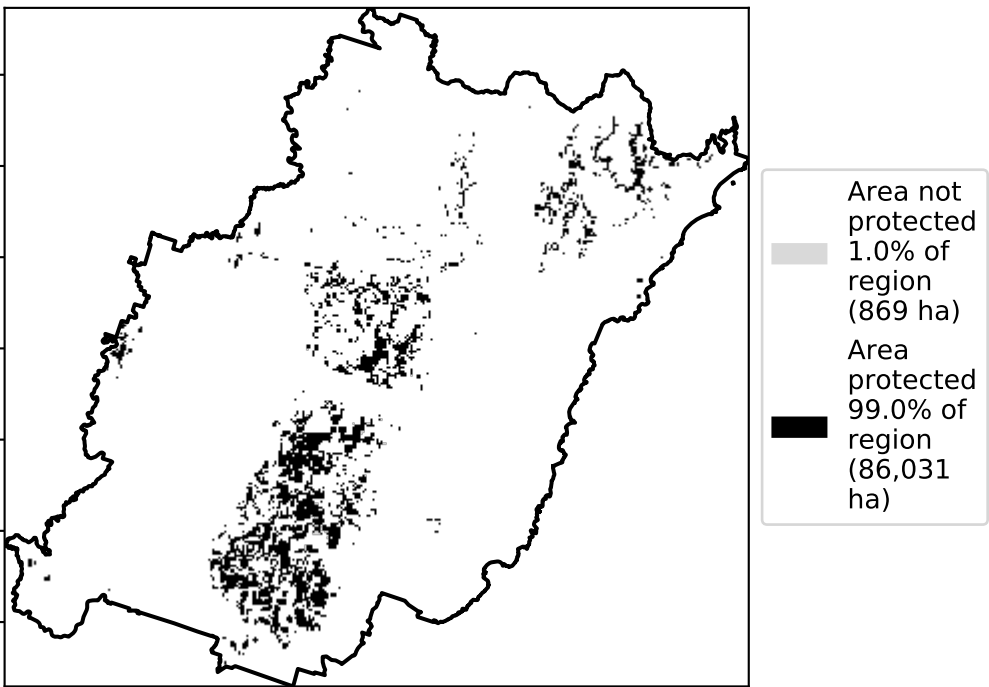 Area not
protected
1.0% of
region
(869 ha)
Area
protected
99.0% of
region
(86,031
ha)